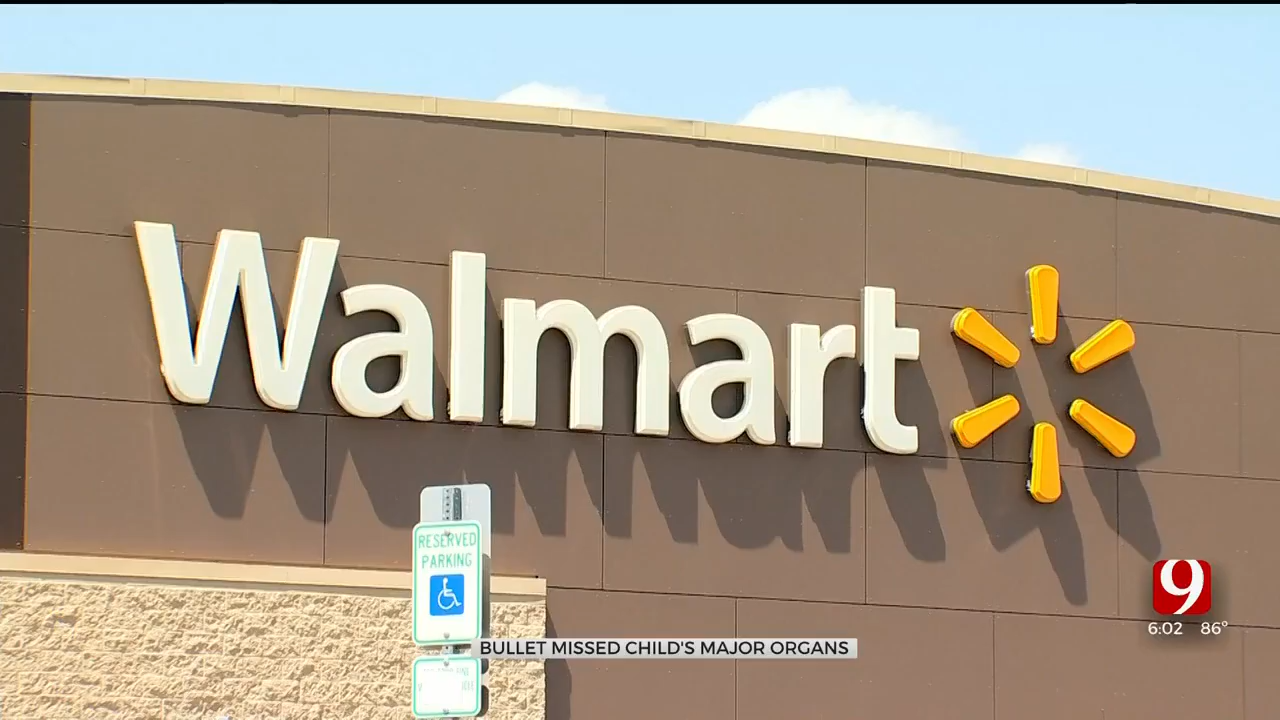 Walmart
RESERVED
PARKING
BULLET MISSED CHILD'S MAJOR ORGANS
9
6:02 86°